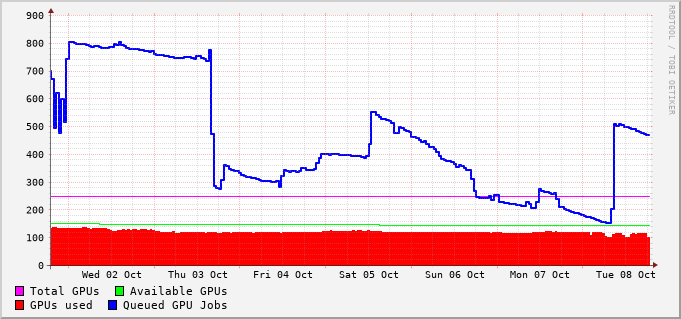 900
800
700
600
500
400
300
200
100
0
Wed 02 Oct Thu 03 Oct Fri 04 Oct Sat 05 Oct Sun 06 Oct Mon 07 Oct Tue 08 Oct
Total GPUs Available GPUs
GPUs used Queued GPU Jobs
RRDTOOL / TOBI OETIKER